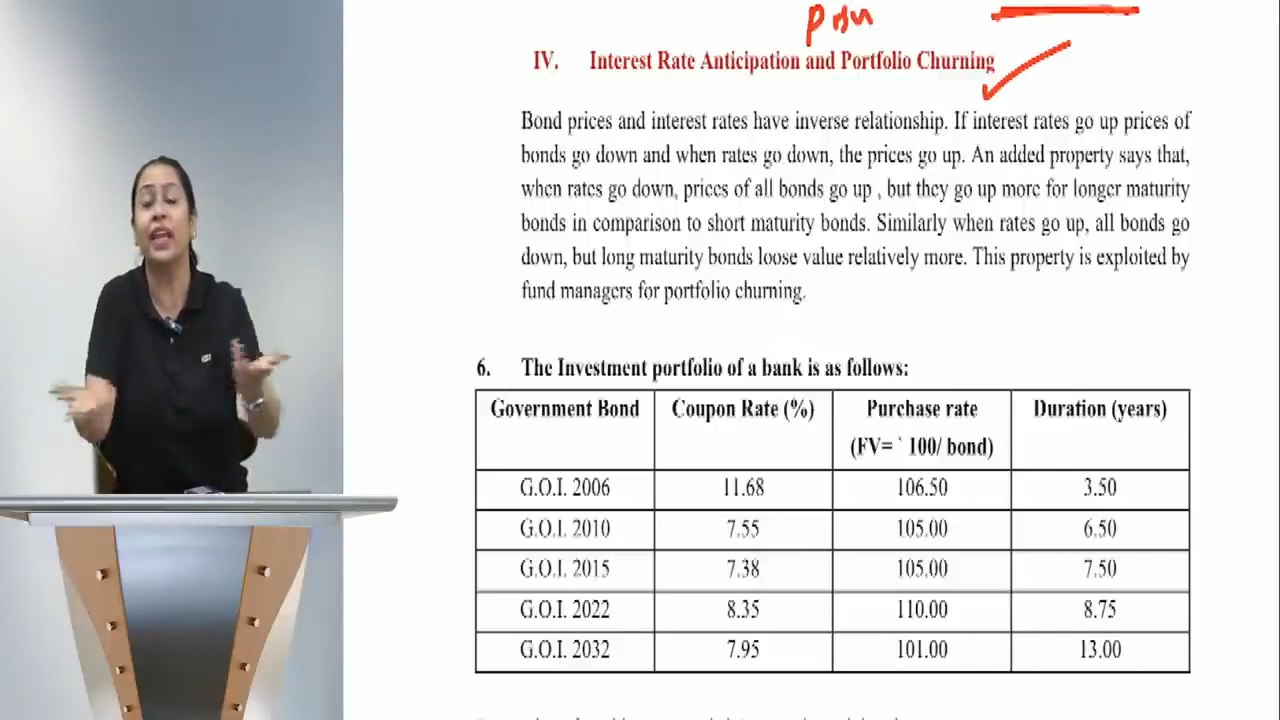 IV. Interest Rate Anticipation and Portfolio Churning
Bond prices and interest rates have inverse relationship. If interest rates go up prices of
bonds go down and when rates go down, the prices go up. An added property says that,
when rates go down, prices of all bonds go up , but they go up more for longer maturity
bonds in comparison to short maturity bonds. Similarly when rates go up, all bonds go
down, but long maturity bonds loose value relatively more. This property is exploited by
fund managers for portfolio churning.
6. The Investment portfolio of a bank is as follows:
Government Bond Coupon Rate (%) Purchase rate Duration (years)
(FV= ` 100/ bond)
G.O.I. 2006 11.68 106.50 3.50
G.O.I. 2010 7.55 105.00 6.50
G.O.I. 2015 7.38 105.00 7.50
G.O.I. 2022 8.35 110.00 8.75
G.O.I. 2032 7.95 101.00 13.00